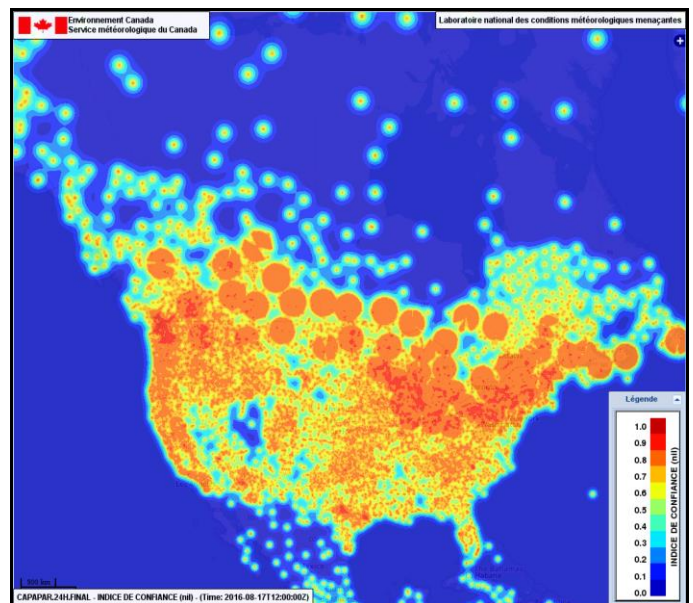 Environnement Canada
Service météorologique du Canada
Laboratoire national des conditions météorologiques menaçantes
+
Légende
1.0
0.9
0.8
0.7
0.6
0.5
0.4
0.3
0.2
0.1
0.0
INDICE DE CONFIANCE (nil)
500 km
CAPAPAR.24H.FINAL - INDICE DE CONFIANCE (nil) - (Time: 2016-08-17T12:00:00Z)